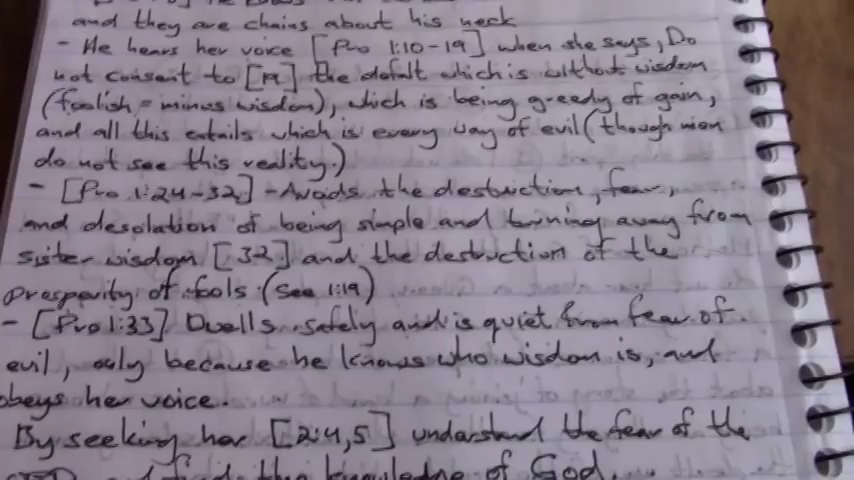 and they are chains about his neck
- He hears her voice [Pro 1:10-19] when she says, Do
not consent to [19] the defalt which is without wisdom
(foolish = minus wisdom), which is being greedy of gain,
and all this entails which is every way of evil (though men
do not see this reality.)
- [Pro 1:24-32] - Avoids the destruction, fear,
and desolation of being simple and turning away from
sister wisdom [32] and the destruction of the
prosperity of fools. (See 1:19)
- [Pro 1:33] Dwells safely and is quiet from fear of
evil, only because he knows who wisdom is, and
obeys her voice.
By seeking her [2:4,5] understand the fear of the
and find the knowledge of God.